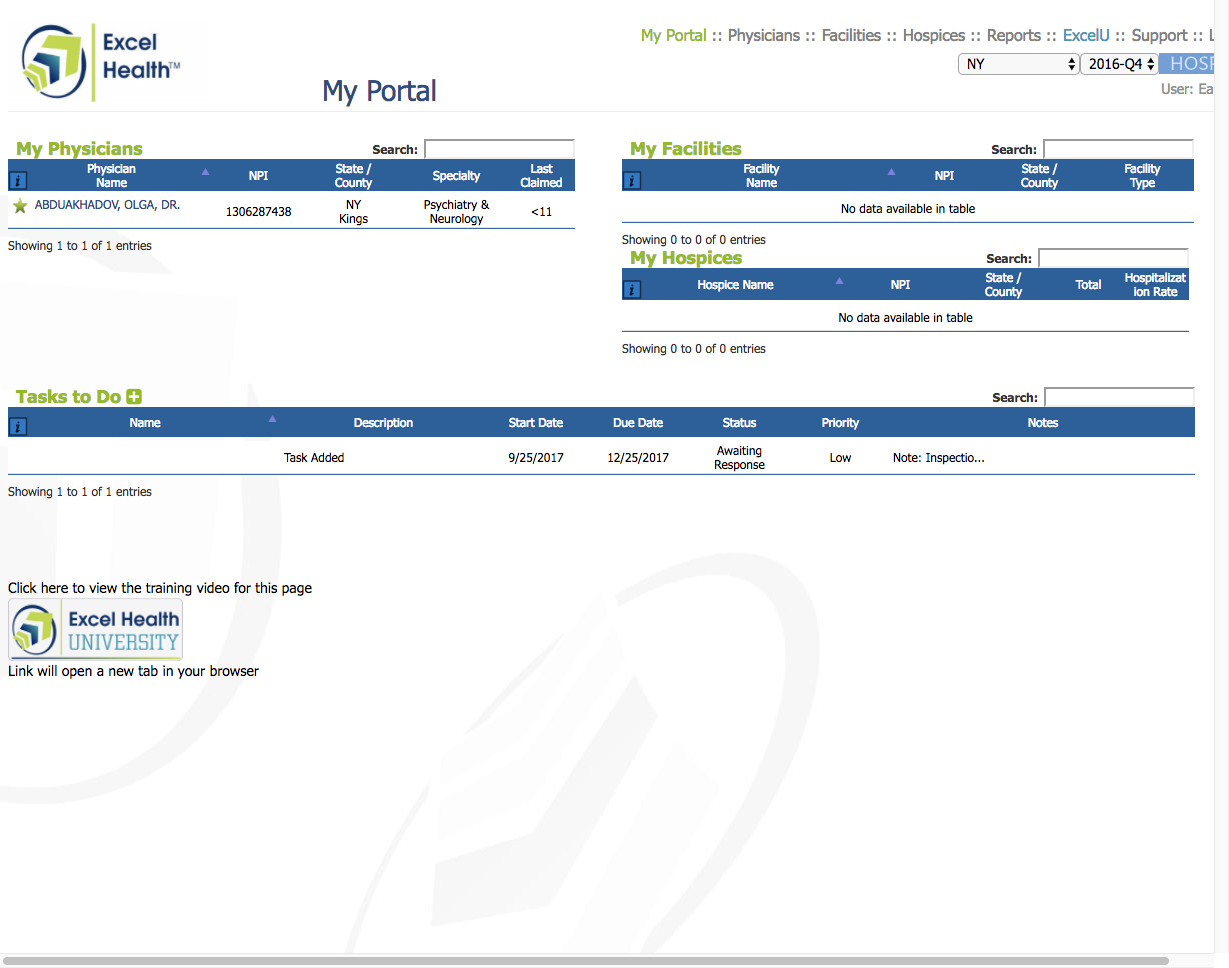 Excel
Health™
My Portal
My Portal :: Physicians :: Facilities :: Hospices :: Reports :: ExcelU :: Support ::
NY 2016-Q4
User:
My Physicians Search:
i Physician Name NPI State / County Specialty Last Claimed
ABDUAKHADOV, OLGA, DR. 1306287438 NY Kings Psychiatry & Neurology <11
Showing 1 to 1 of 1 entries
My Facilities Search:
i Facility Name NPI State / County Facility Type
No data available in table
Showing 0 to 0 of 0 entries
My Hospices Search:
i Hospice Name NPI State / County Total Hospitalizat ion Rate
No data available in table
Showing 0 to 0 of 0 entries
Tasks to Do Search:
i Name Description Start Date Due Date Status Priority Notes
Task Added 9/25/2017 12/25/2017 Awaiting Response Low Note: Inspectio...
Showing 1 to 1 of 1 entries
Click here to view the training video for this page
Excel Health
UNIVERSITY
Link will open a new tab in your browser